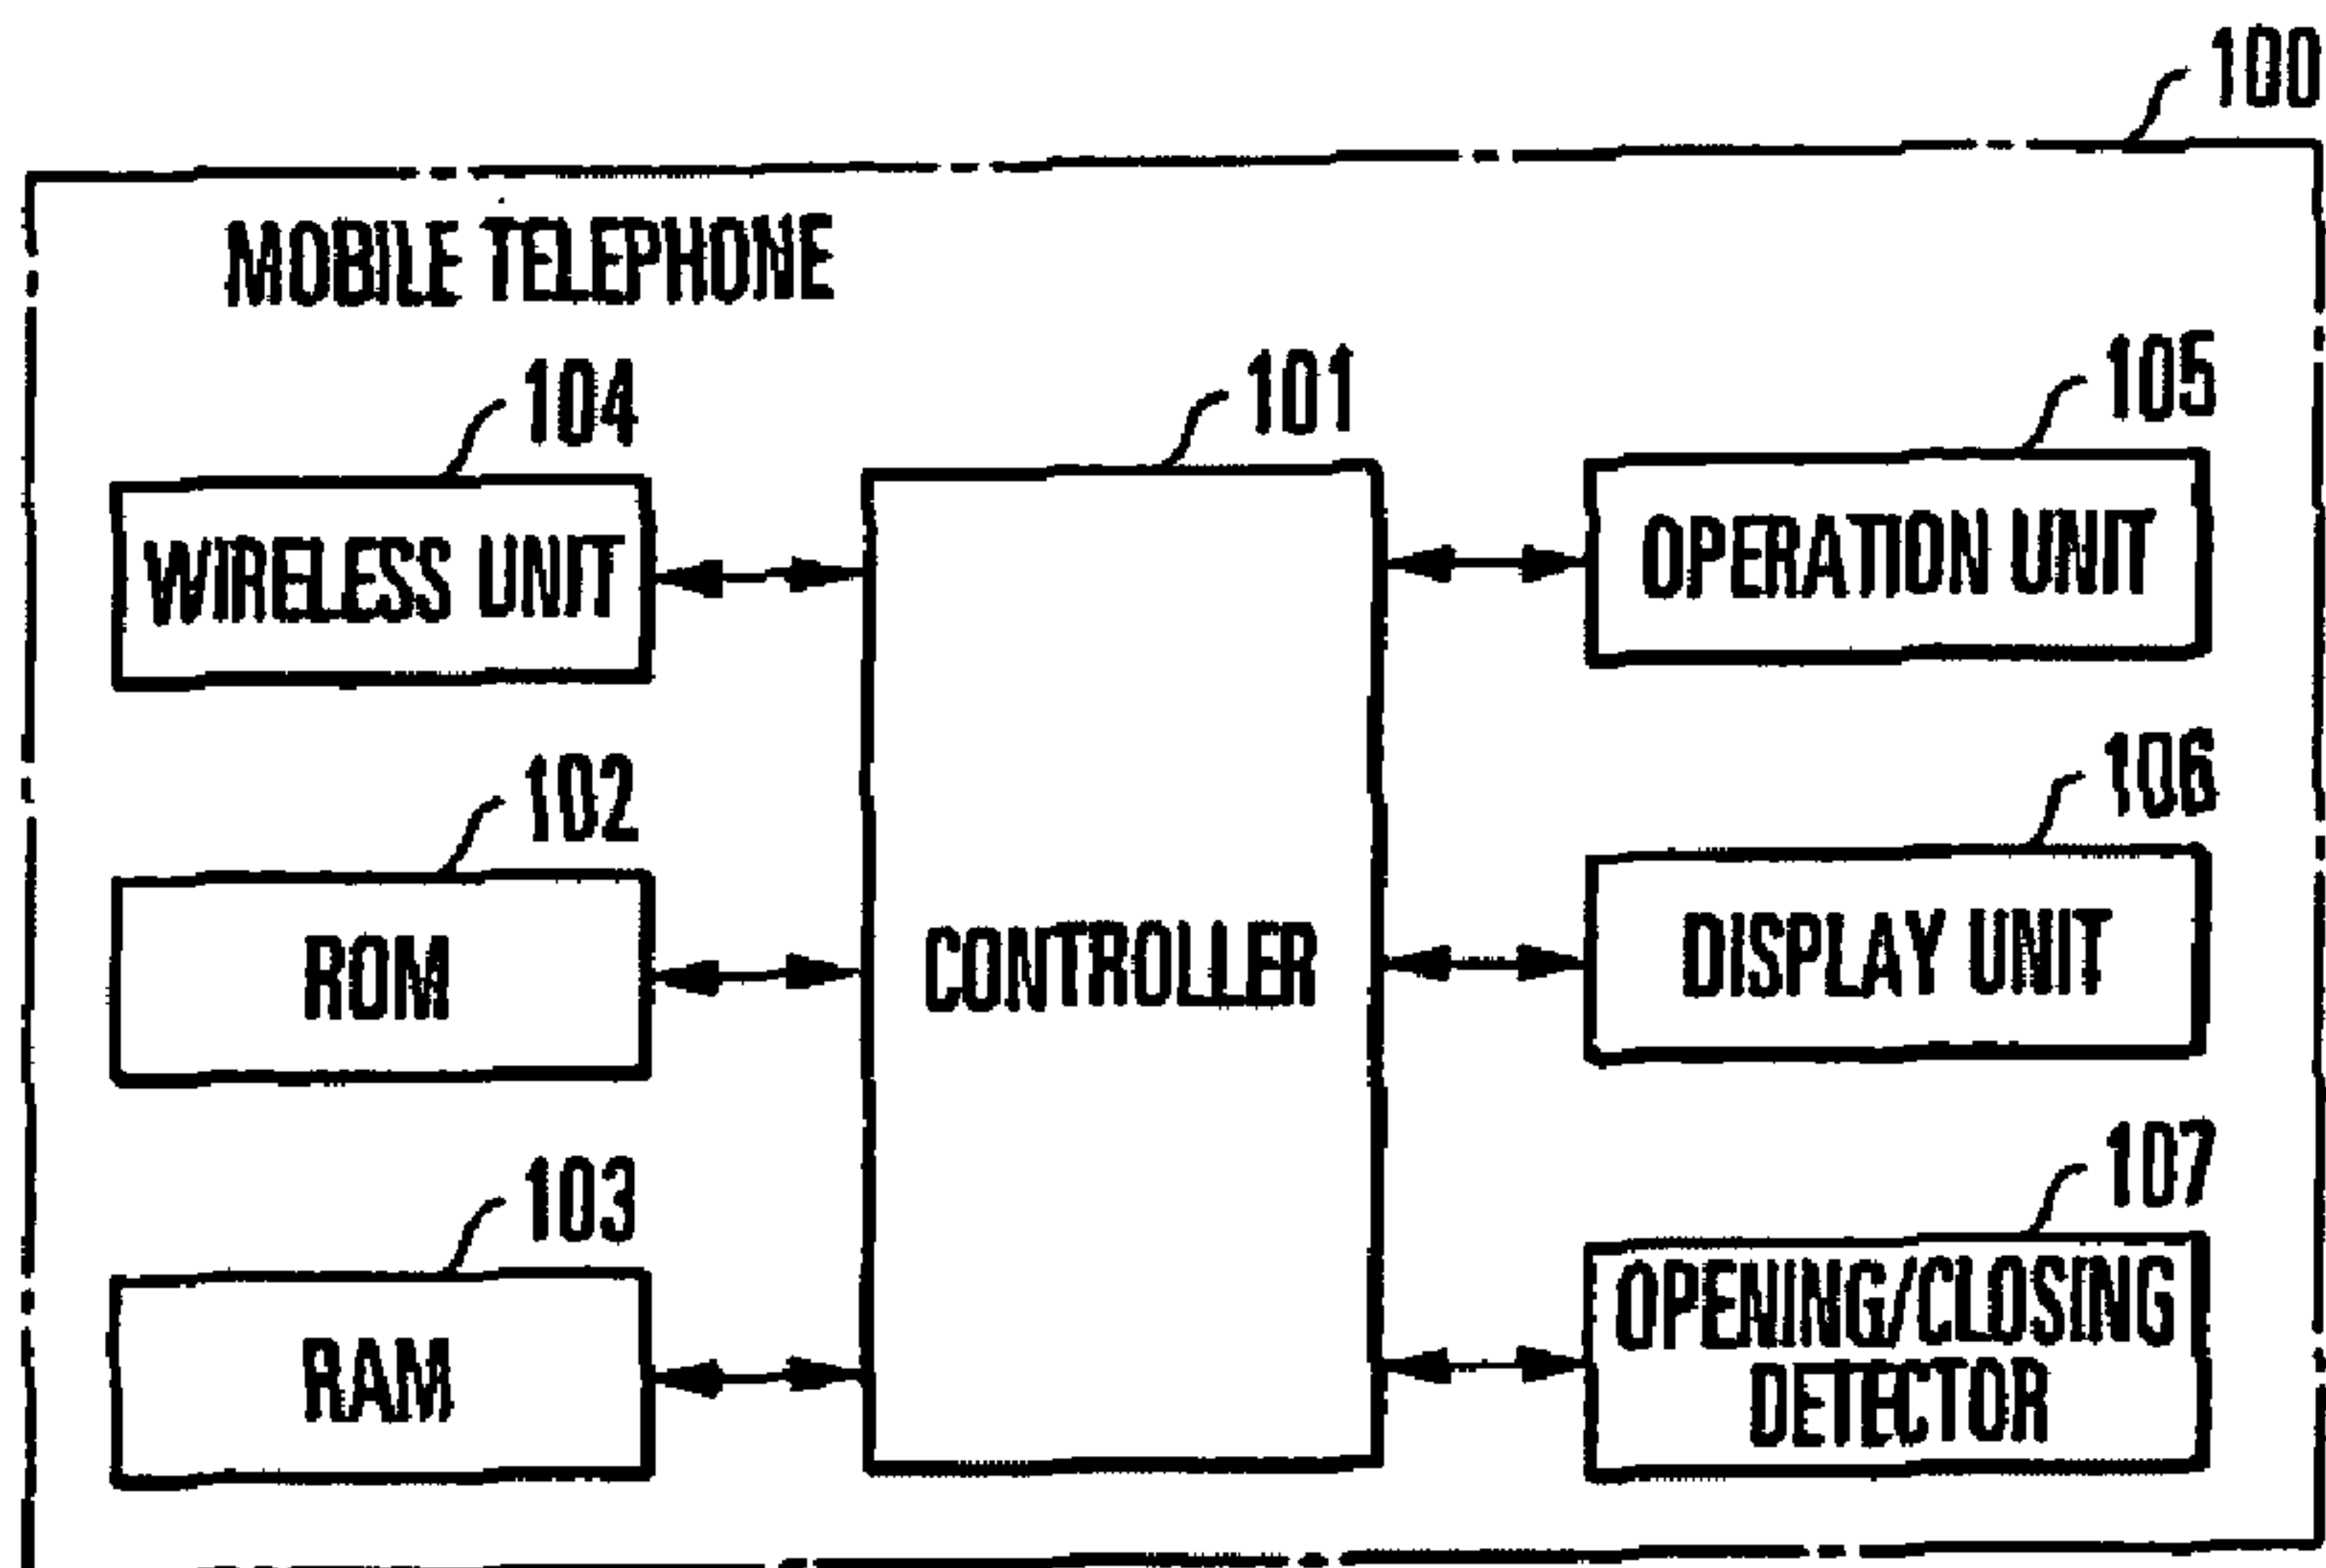 100
MOBILE TELEPHONE
104
101
105
WIRELESS UNIT
OPERATION UNIT
102
106
ROM
CONTROLLER
DISPLAY UNIT
103
107
RAM
OPENING/CLOSING
DETECTOR